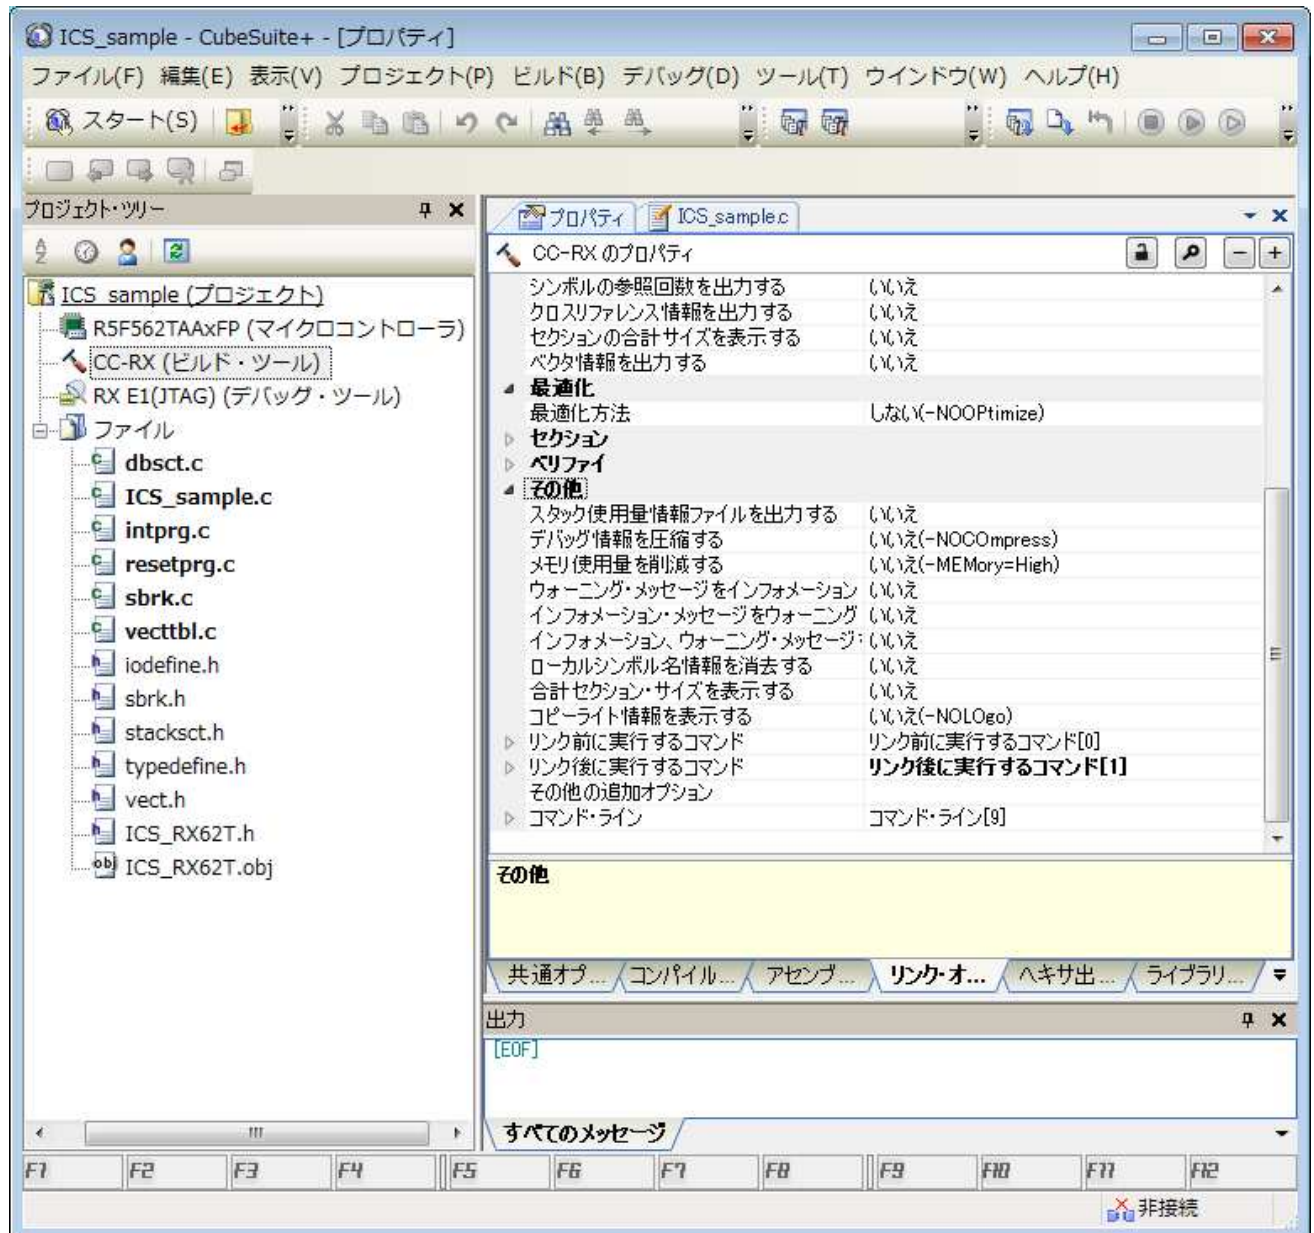 ICS_sample - CubeSuite+ - [プロパティ]
ファイル(F) 編集(E) 表示(V) プロジェクト(P) ビルド(B) デバッグ(D) ツール(T) ウインドウ(W) ヘルプ(H)
スタート(S)
プロジェクト・ツリー
ICS_sample (プロジェクト)
R5F562TAAxFP (マイクロコントローラ)
CC-RX (ビルド・ツール)
RX E1(JTAG) (デバッグ・ツール)
ファイル
dbsct.c
ICS_sample.c
intprg.c
resetprg.c
sbrk.c
vecttbl.c
iodefine.h
sbrk.h
stacksct.h
typedefine.h
vect.h
ICS_RX62T.h
ICS_RX62T.obj
プロパティ ICS_sample.c
CC-RX のプロパティ
シンボルの参照回数を出力する いいえ
クロスリファレンス情報を出力する いいえ
セクションの合計サイズを表示する いいえ
ベクタ情報を出力する いいえ
最適化
最適化方法 しない(-NOOPtimize)
セクション
ベリファイ
その他
スタック使用量情報ファイルを出力する いいえ
デバッグ情報を圧縮する いいえ(-NOCOmpress)
メモリ使用量を削減する いいえ(-MEMory=High)
ウォーニング・メッセージをインフォメーション いいえ
インフォメーション・メッセージをウォーニング いいえ
インフォメーション、ウォーニング・メッセージ いいえ
ローカルシンボル名情報を消去する いいえ
合計セクション・サイズを表示する いいえ
コピーライト情報を表示する いいえ(-NOLOgo)
リンク前に実行するコマンド リンク前に実行するコマンド[0]
リンク後に実行するコマンド リンク後に実行するコマンド[1]
その他の追加オプション
コマンド・ライン コマンド・ライン[9]
その他
共通オプ... コンパイル... アセンブ... リンク・オ... ヘキサ出... ライブラリ...
出力
[EOF]
すべてのメッセージ
F1 F2 F3 F4 F5 F6 F7 F8 F9 F10 F11 F12
非接続